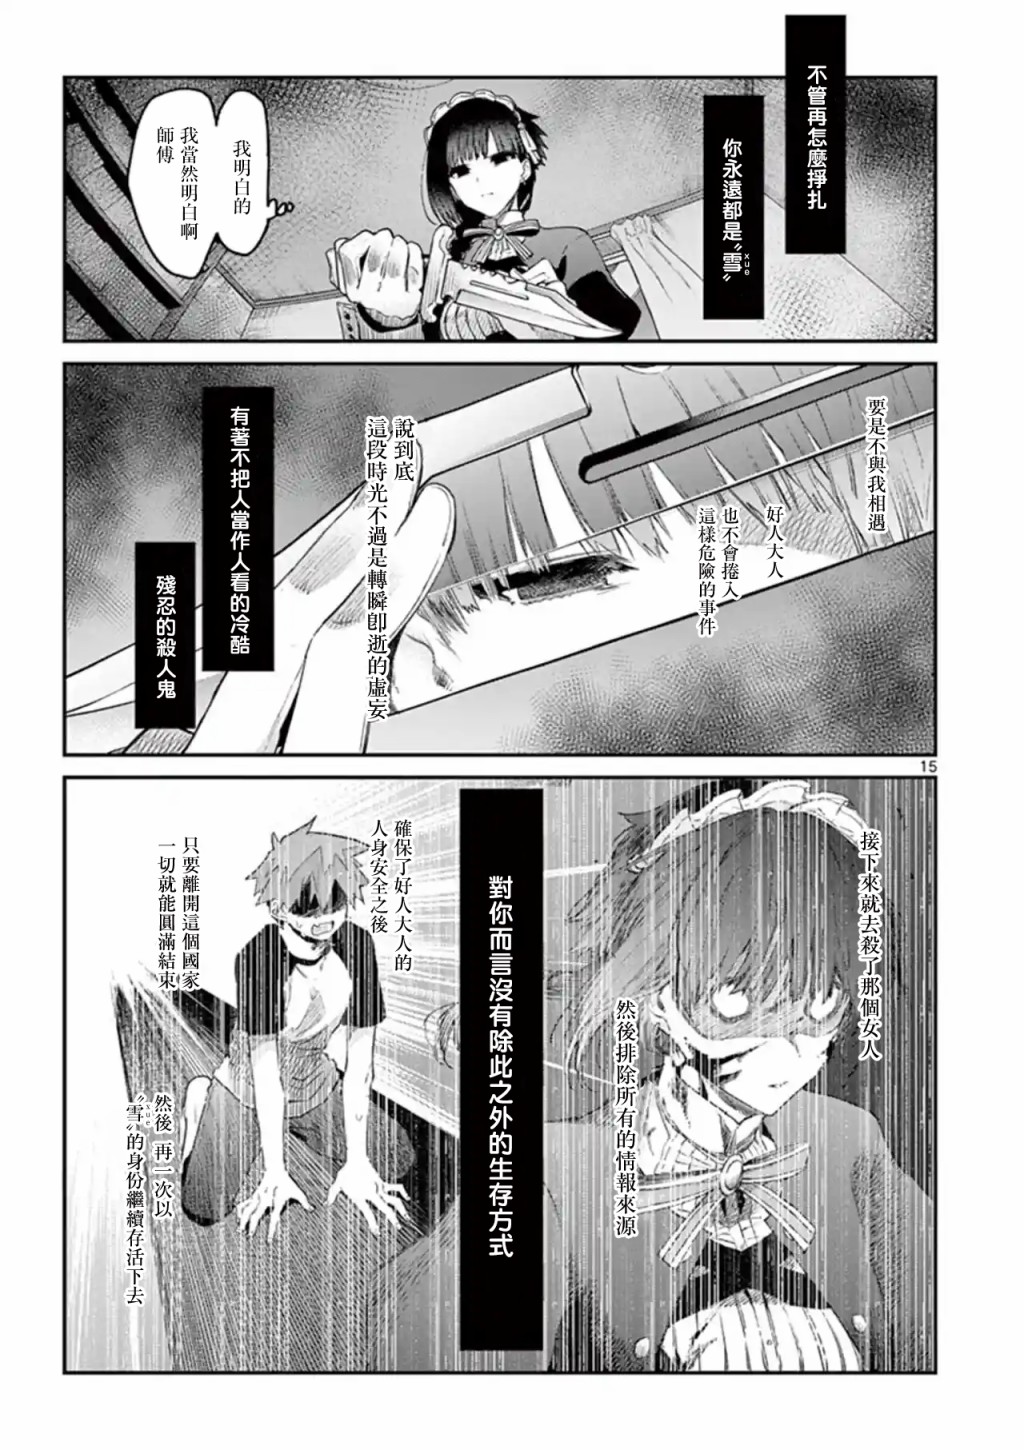 不管再怎麼掙扎
你永遠都是〝雪〞
xue
我明白的
我當然明白啊
師傅
要是不與我相遇
好人大人
也不會捲入
這樣危險的事件
說到底
這段時光不過是轉瞬即逝的虛妄
有著不把人當作人看的冷酷
殘忍的殺人鬼
15
接下來就去殺了那個女人
然後排除所有的情報來源
對你而言沒有除此之外的生存方式
確保了好人大人的
人身安全之後
只要離開這個國家
一切就能圓滿結束
然後 再一次以
〝雪〞的身份繼續存活下去
xue